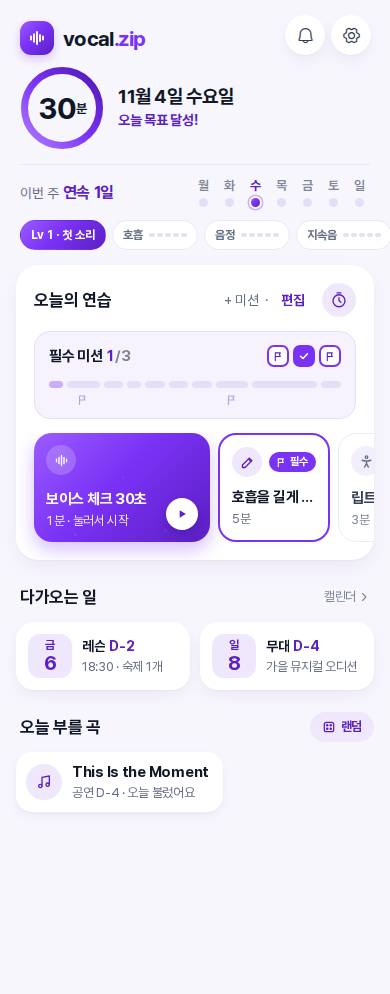 vocal.zip
30분
11월 4일 수요일
오늘 목표 달성!
이번 주 연속 1일
월 화 수 목 금 토 일
Lv 1 · 첫 소리
호흡
음정
지속음
오늘의 연습
+ 미션 · 편집
필수 미션 1/3
보이스 체크 30초
1분 · 눌러서 시작
필수
호흡을 길게 ...
5분
립트
3분
다가오는 일
캘린더
금
6
레슨 D-2
18:30 · 숙제 1개
일
8
무대 D-4
가을 뮤지컬 오디션
오늘 부를 곡
랜덤
This Is the Moment
공연 D-4 · 오늘 불렀어요